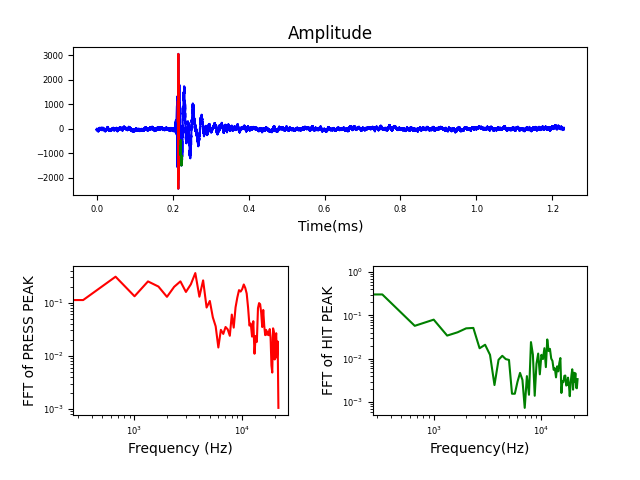 Amplitude
3000
2000
1000
0
−1000
−2000
0.0 0.2 0.4 0.6 0.8 1.0 1.2
Time(ms)
FFT of PRESS PEAK
10⁻¹
10⁻²
10⁻³
10³ 10⁴
Frequency (Hz)
FFT of HIT PEAK
10⁰
10⁻¹
10⁻²
10⁻³
10³ 10⁴
Frequency(Hz)